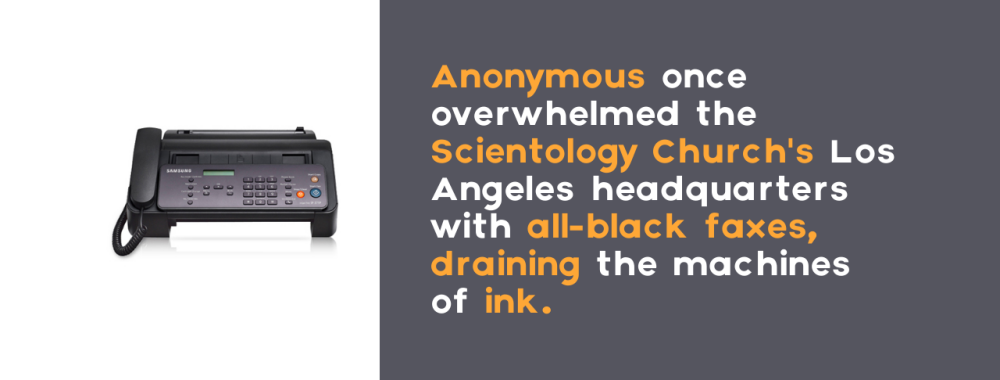 SAMSUNG
Anonymous once
overwhelmed the
Scientology Church's Los
Angeles headquarters
with all-black faxes,
draining the machines
of ink.